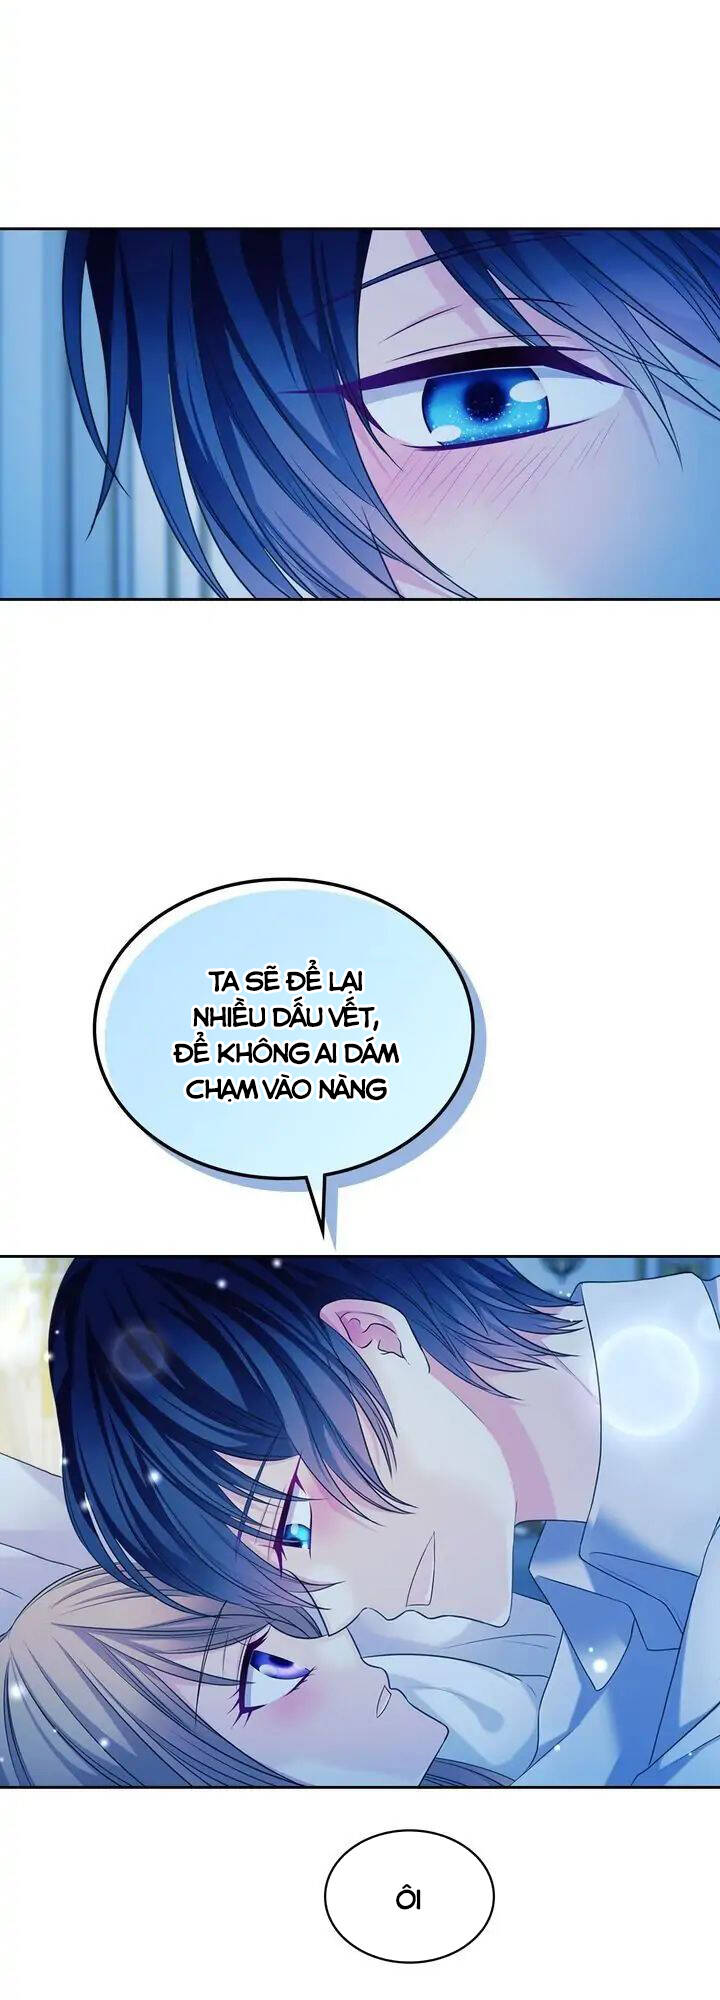 TA SẼ ĐỂ LẠI
NHIỀU DẤU VẾT,
ĐỂ KHÔNG AI DÁM
CHẠM VÀO NÀNG
ÔI